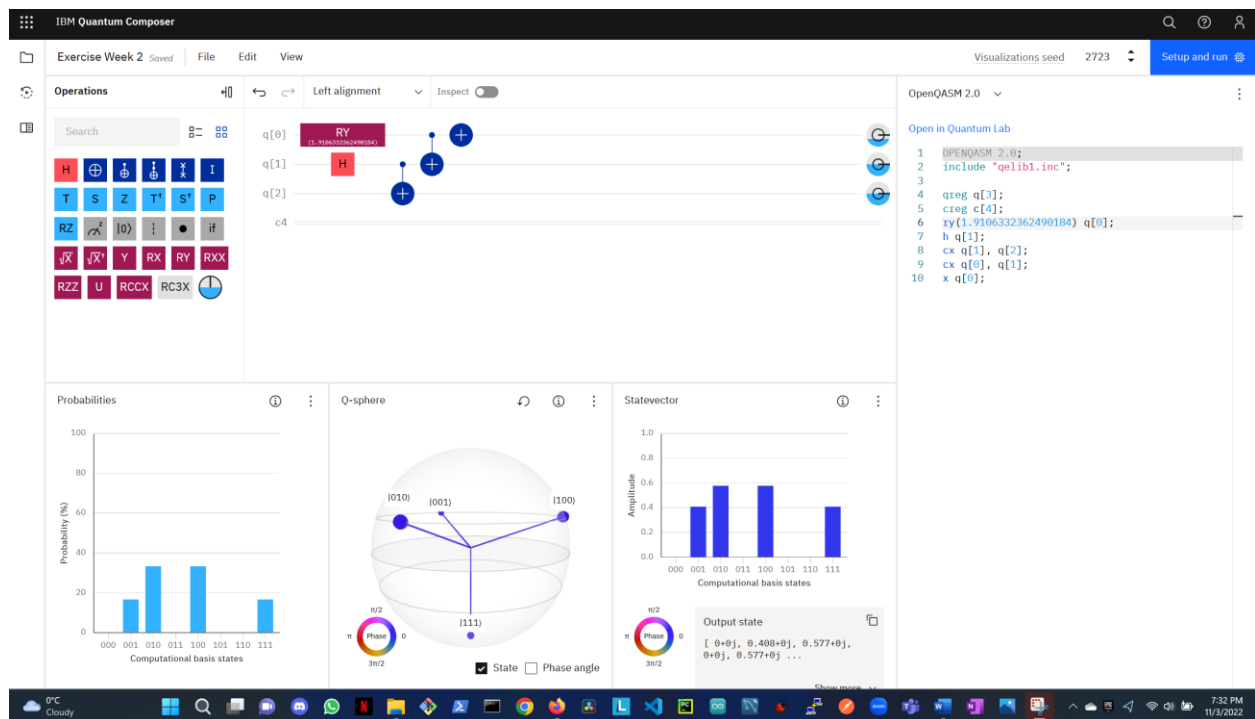 IBM Quantum Composer
Exercise Week 2 Saved File Edit View Visualizations seed 2723 Setup and run
Operations Left alignment Inspect
Search
H I
T S Z T† S† P
RZ z |0⟩ if
√X √X† Y RX RY RXX
RZZ U RCCX RC3X
q[0] RY
(1.9106332362490184)
q[1] H
q[2]
c4
OpenQASM 2.0
Open in Quantum Lab
1 OPENQASM 2.0;
2 include "qelib1.inc";
3
4 qreg q[3];
5 creg c[4];
6 ry(1.9106332362490184) q[0];
7 h q[1];
8 cx q[1], q[2];
9 cx q[0], q[1];
10 x q[0];
Probabilities
100
80
60
40
20
0
Probability (%)
000 001 010 011 100 101 110 111
Computational basis states
Q-sphere
|010⟩ |001⟩ |100⟩
|111⟩
π/2
π Phase 0
3π/2
State Phase angle
Statevector
1.0
0.8
0.6
0.4
0.2
0.0
Amplitude
000 001 010 011 100 101 110 111
Computational basis states
π/2
π Phase 0
3π/2
Output state
[ 0+0j, 0.408+0j, 0.577+0j,
0+0j, 0.577+0j ...
Show more
0°C
Cloudy
7:32 PM
11/3/2022